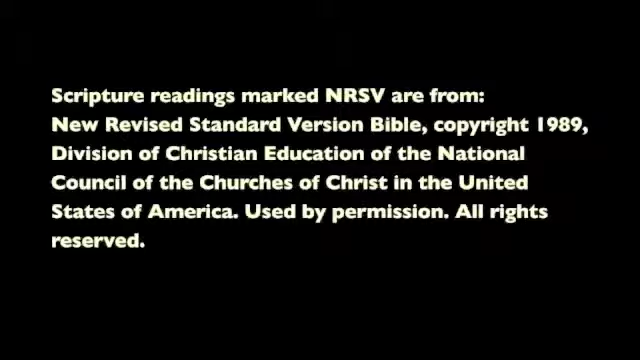 Scripture readings marked NRSV are from:
New Revised Standard Version Bible, copyright 1989,
Division of Christian Education of the National
Council of the Churches of Christ in the United
States of America. Used by permission. All rights
reserved.